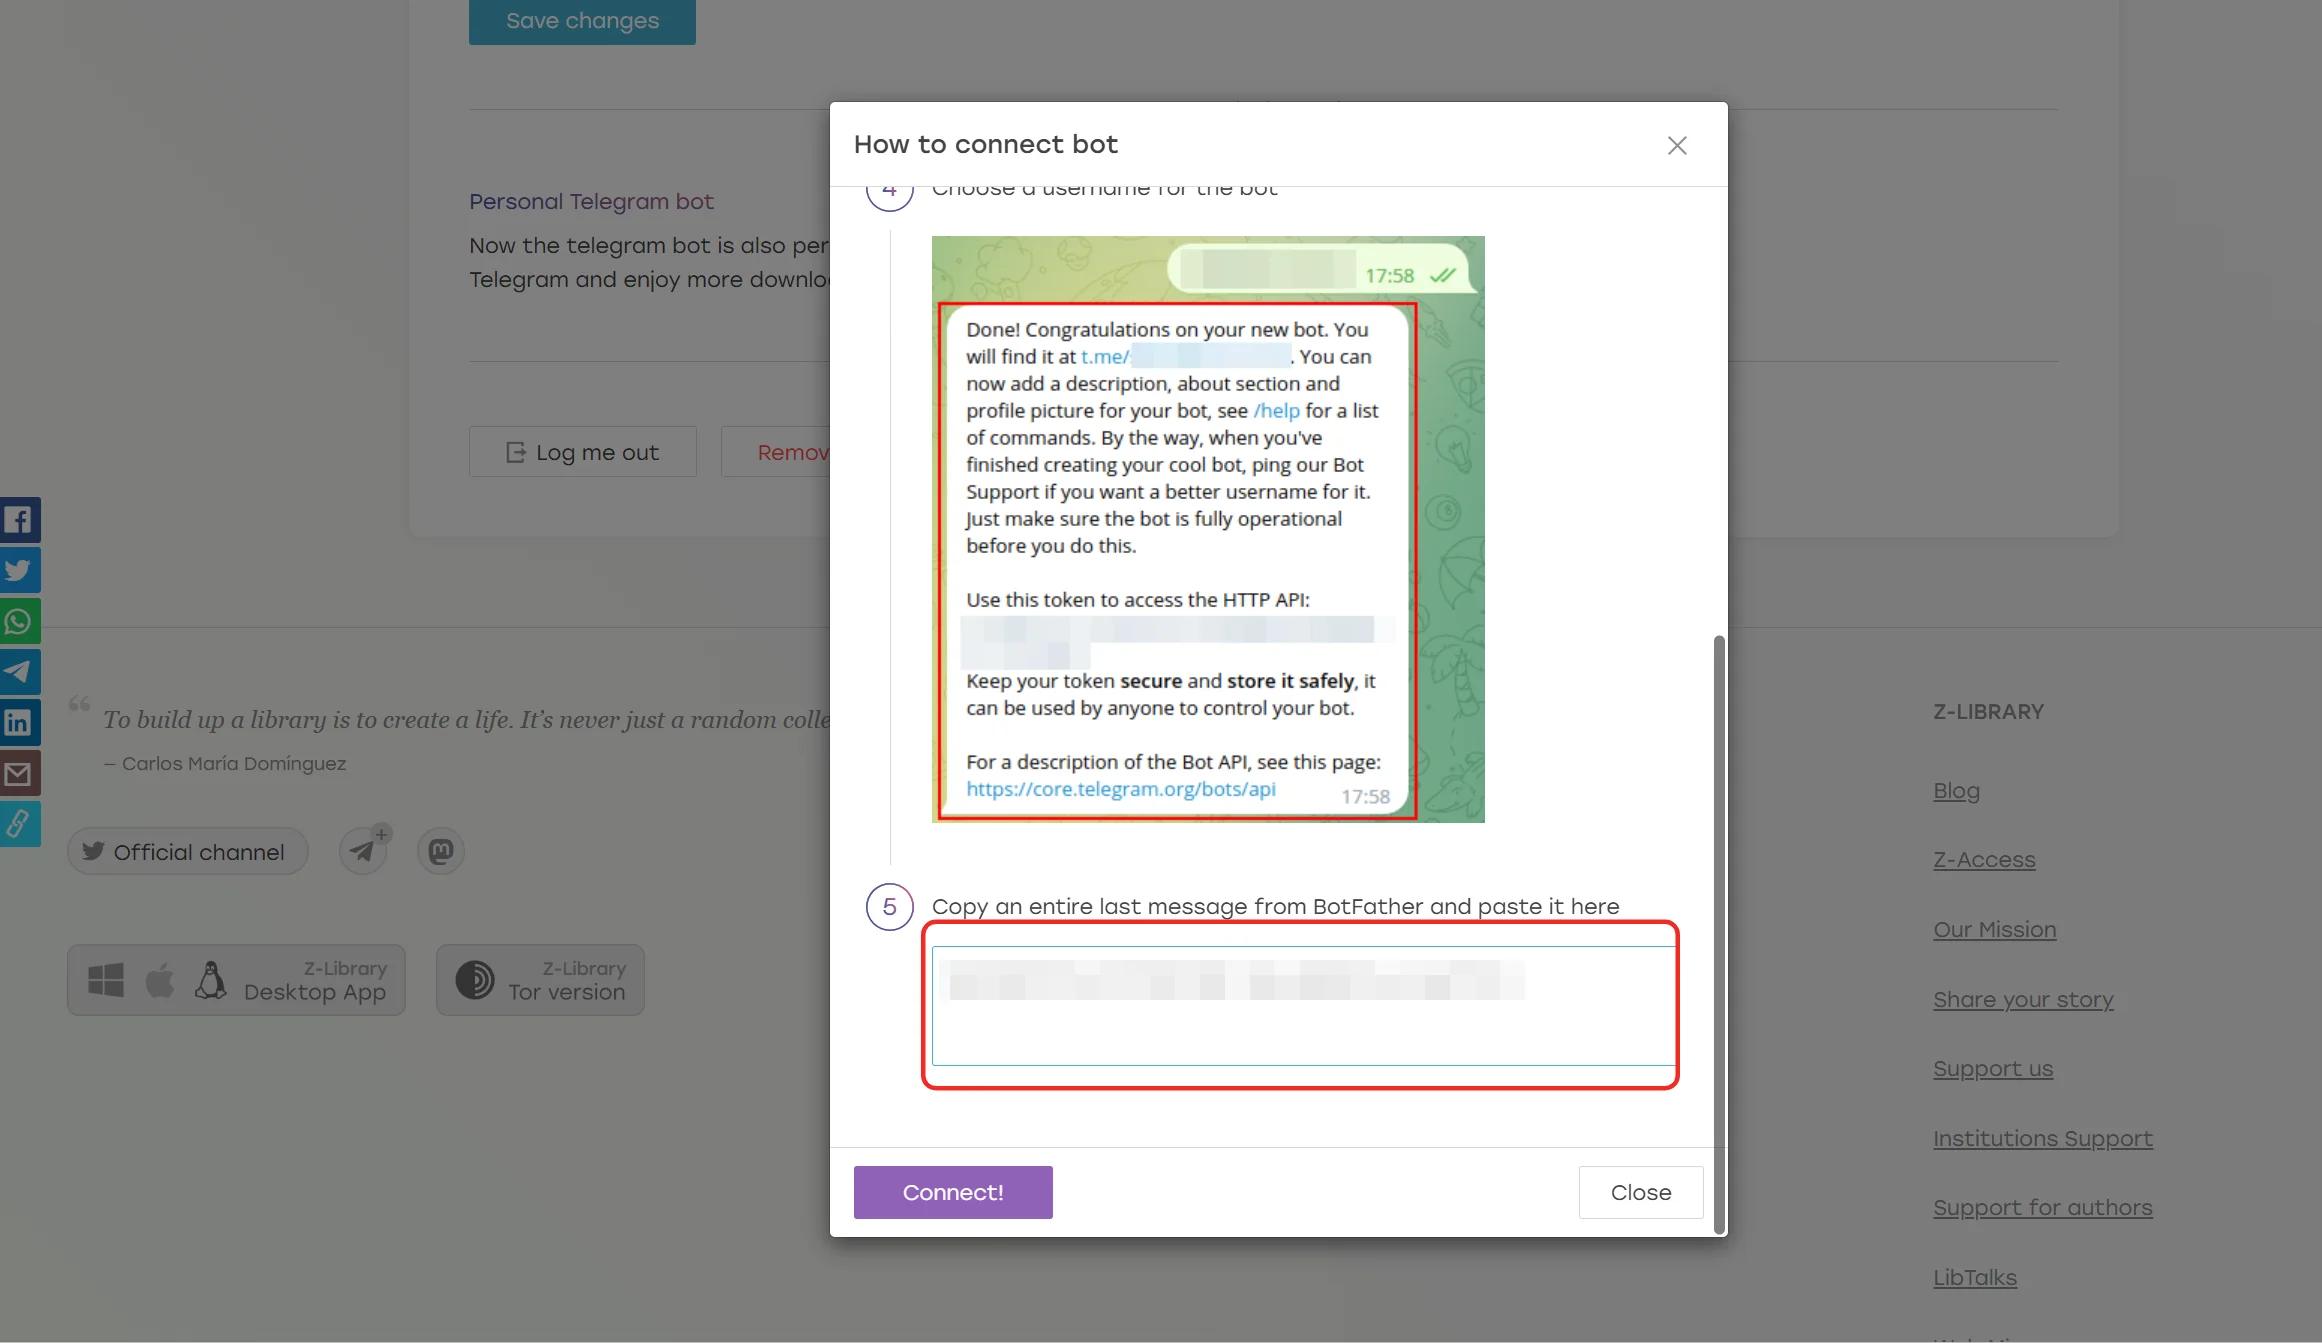 Save changes
How to connect bot
4 Choose a username for the bot
Personal Telegram bot
Now the telegram bot is also per
Telegram and enjoy more downlo
17:58
Done! Congratulations on your new bot. You
will find it at t.me/ . You can
now add a description, about section and
profile picture for your bot, see /help for a list
of commands. By the way, when you've
finished creating your cool bot, ping our Bot
Support if you want a better username for it.
Just make sure the bot is fully operational
before you do this.
Use this token to access the HTTP API:
Keep your token secure and store it safely, it
can be used by anyone to control your bot.
For a description of the Bot API, see this page:
https://core.telegram.org/bots/api
17:58
Log me out
Remov
“ To build up a library is to create a life. It’s never just a random colle
– Carlos María Domínguez
Official channel
Z-Library
Desktop App
Z-Library
Tor version
5 Copy an entire last message from BotFather and paste it here
Connect!
Close
Z-LIBRARY
Blog
Z-Access
Our Mission
Share your story
Support us
Institutions Support
Support for authors
LibTalks